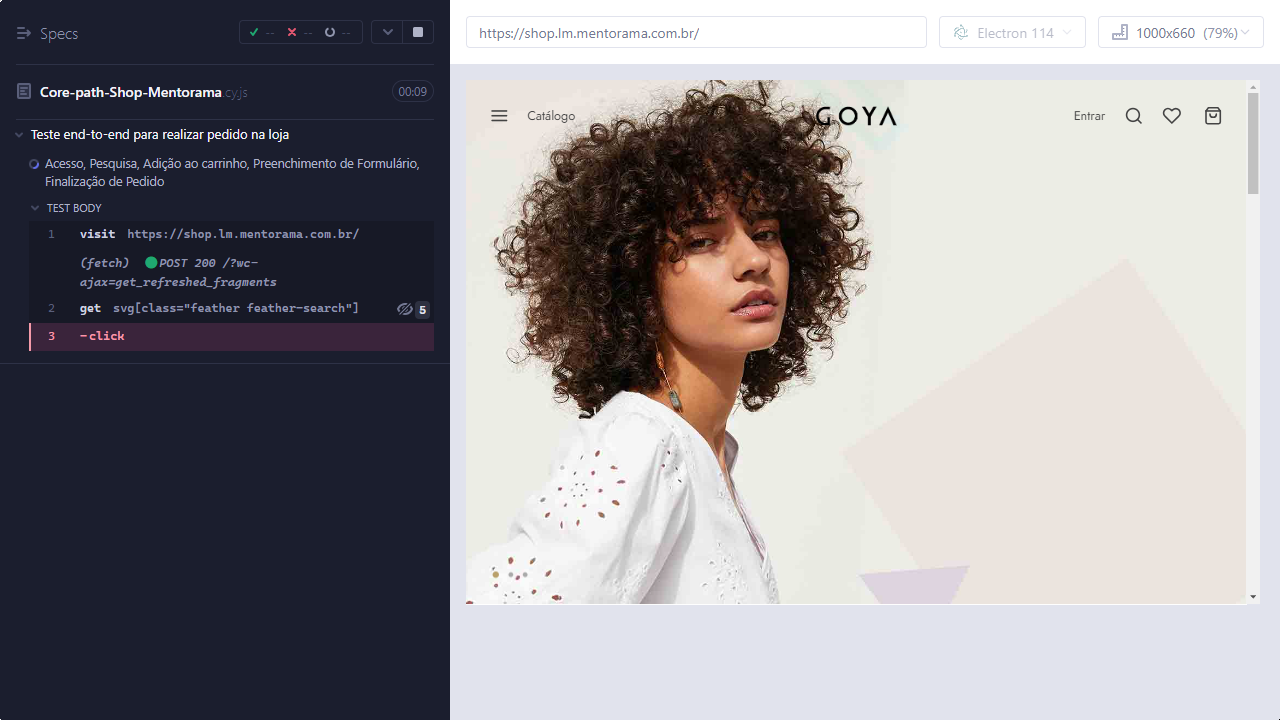 Specs
--
--
--
Core-path-Shop-Mentorama.cy.js
00:09
Teste end-to-end para realizar pedido na loja
Acesso, Pesquisa, Adição ao carrinho, Preenchimento de Formulário,
Finalização de Pedido
TEST BODY
1 visit https://shop.lm.mentorama.com.br/
(fetch) POST 200 /?wc-
ajax=get_refreshed_fragments
2 get svg[class="feather feather-search"] 5
3 -click
https://shop.lm.mentorama.com.br/
Electron 114
1000x660 (79%)
Catálogo
GOYA
Entrar